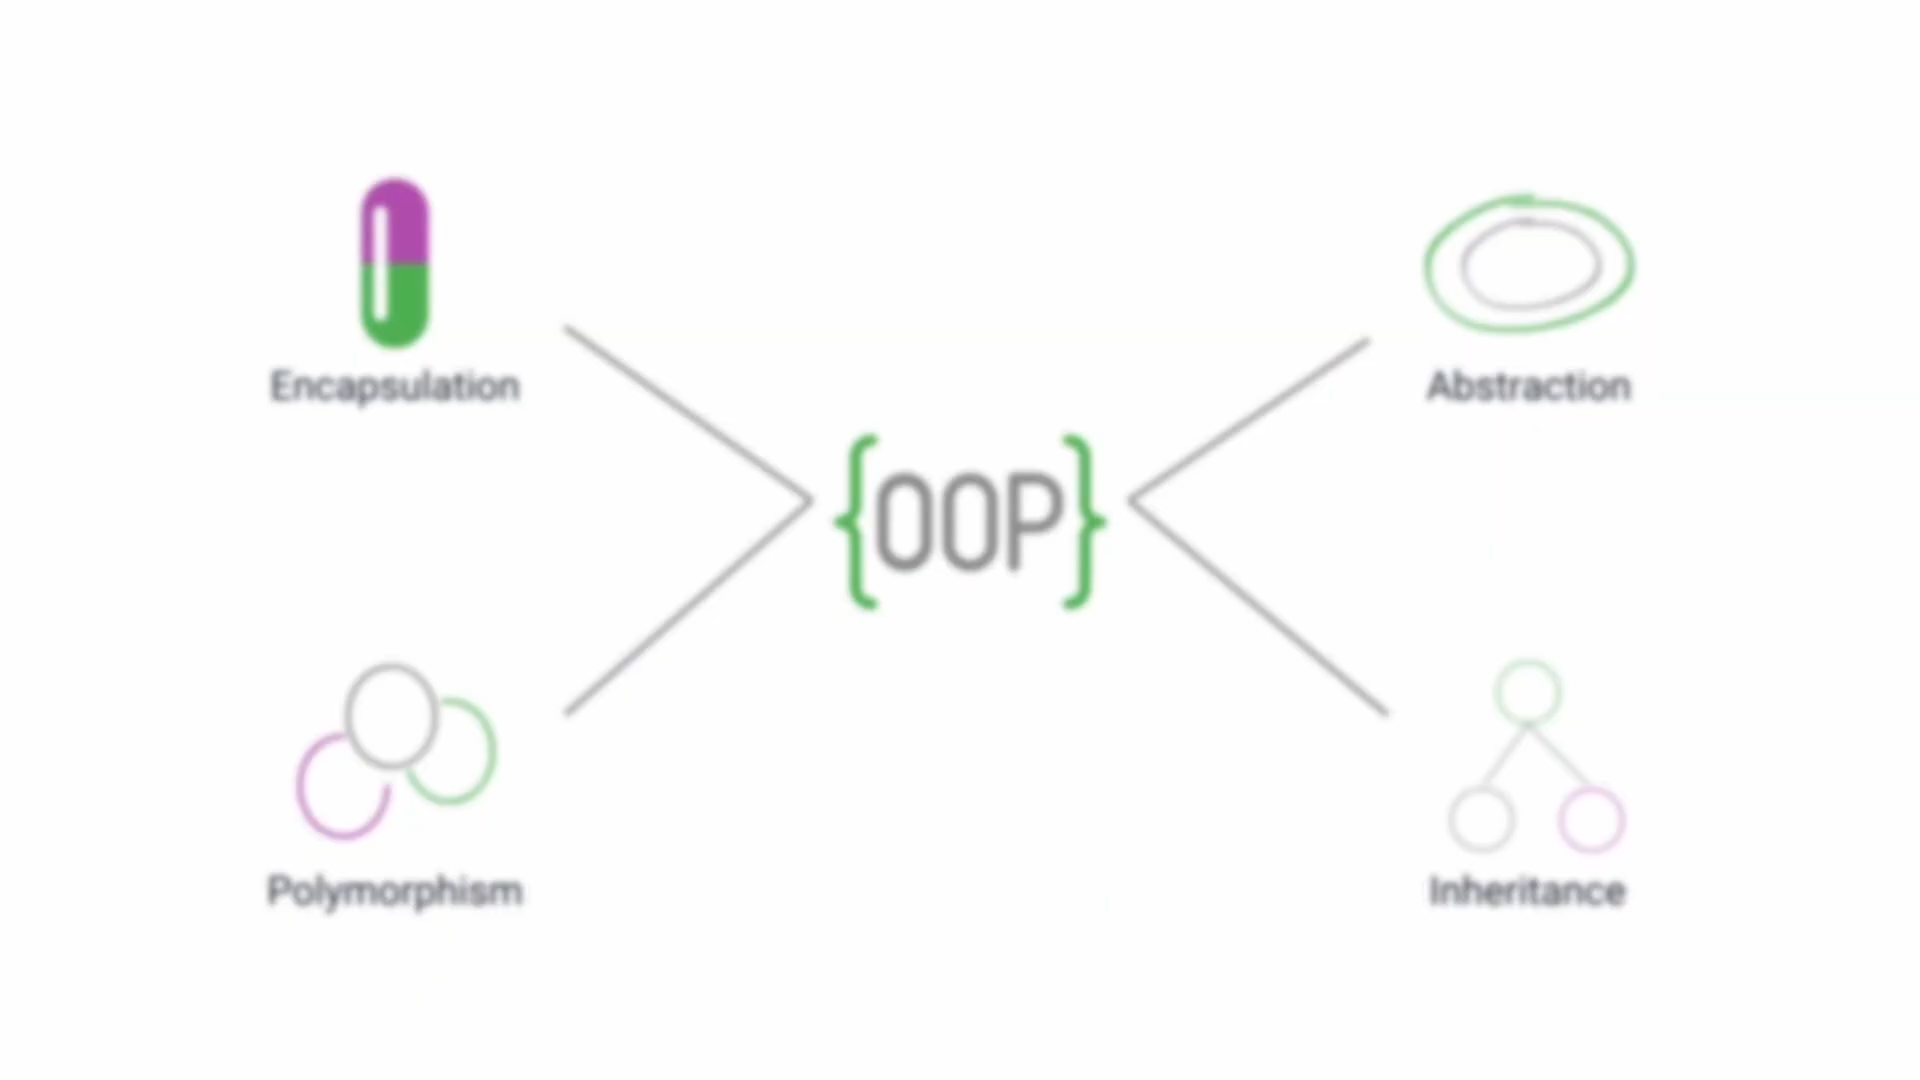 Encapsulation
Abstraction
{OOP}
Polymorphism
Inheritance